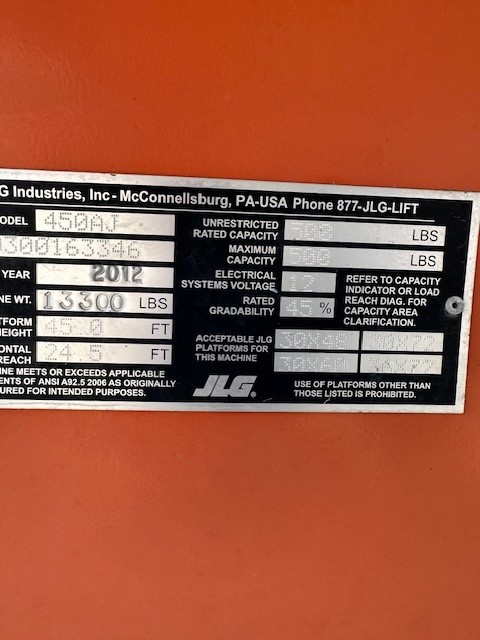 G Industries, Inc - McConnellsburg, PA-USA Phone 877-JLG-LIFT
ODEL 450AJ
0300163346
YEAR 2012
NE WT. 13300 LBS
TFORM HEIGHT 45.0 FT
ONTAL REACH 24.5 FT
INE MEETS OR EXCEEDS APPLICABLE
ENTS OF ANSI A92.5 2006 AS ORIGINALLY
URED FOR INTENDED PURPOSES.
UNRESTRICTED RATED CAPACITY 500 LBS
MAXIMUM CAPACITY 500 LBS
ELECTRICAL SYSTEMS VOLTAGE 12
RATED GRADABILITY 45 %
REFER TO CAPACITY
INDICATOR OR LOAD
REACH DIAG. FOR
CAPACITY AREA
CLARIFICATION.
ACCEPTABLE JLG
PLATFORMS FOR
THIS MACHINE
30X48
JLG®
USE OF PLATFORMS OTHER THAN
THOSE LISTED IS PROHIBITED.